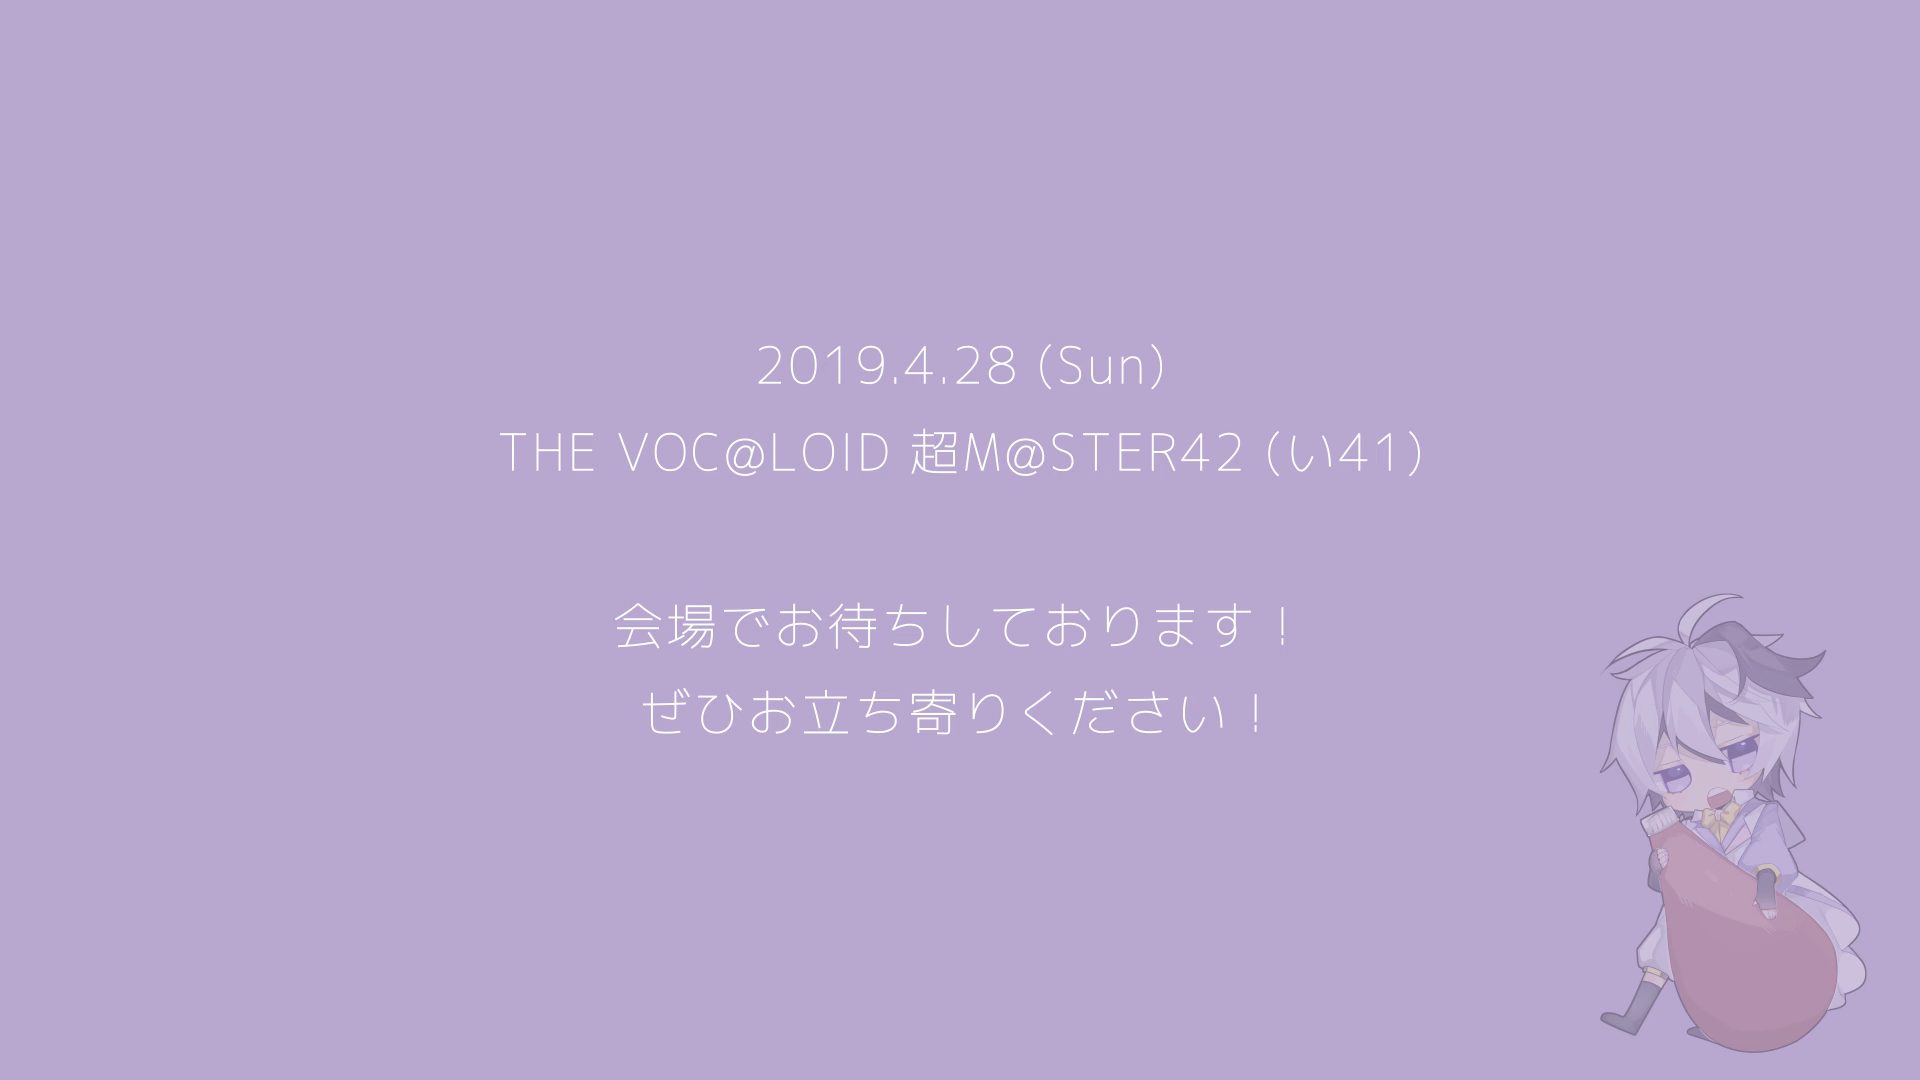 2019.4.28 (Sun)
THE VOC@LOID 超M@STER42 (い41)
会場でお待ちしております！
ぜひお立ち寄りください！